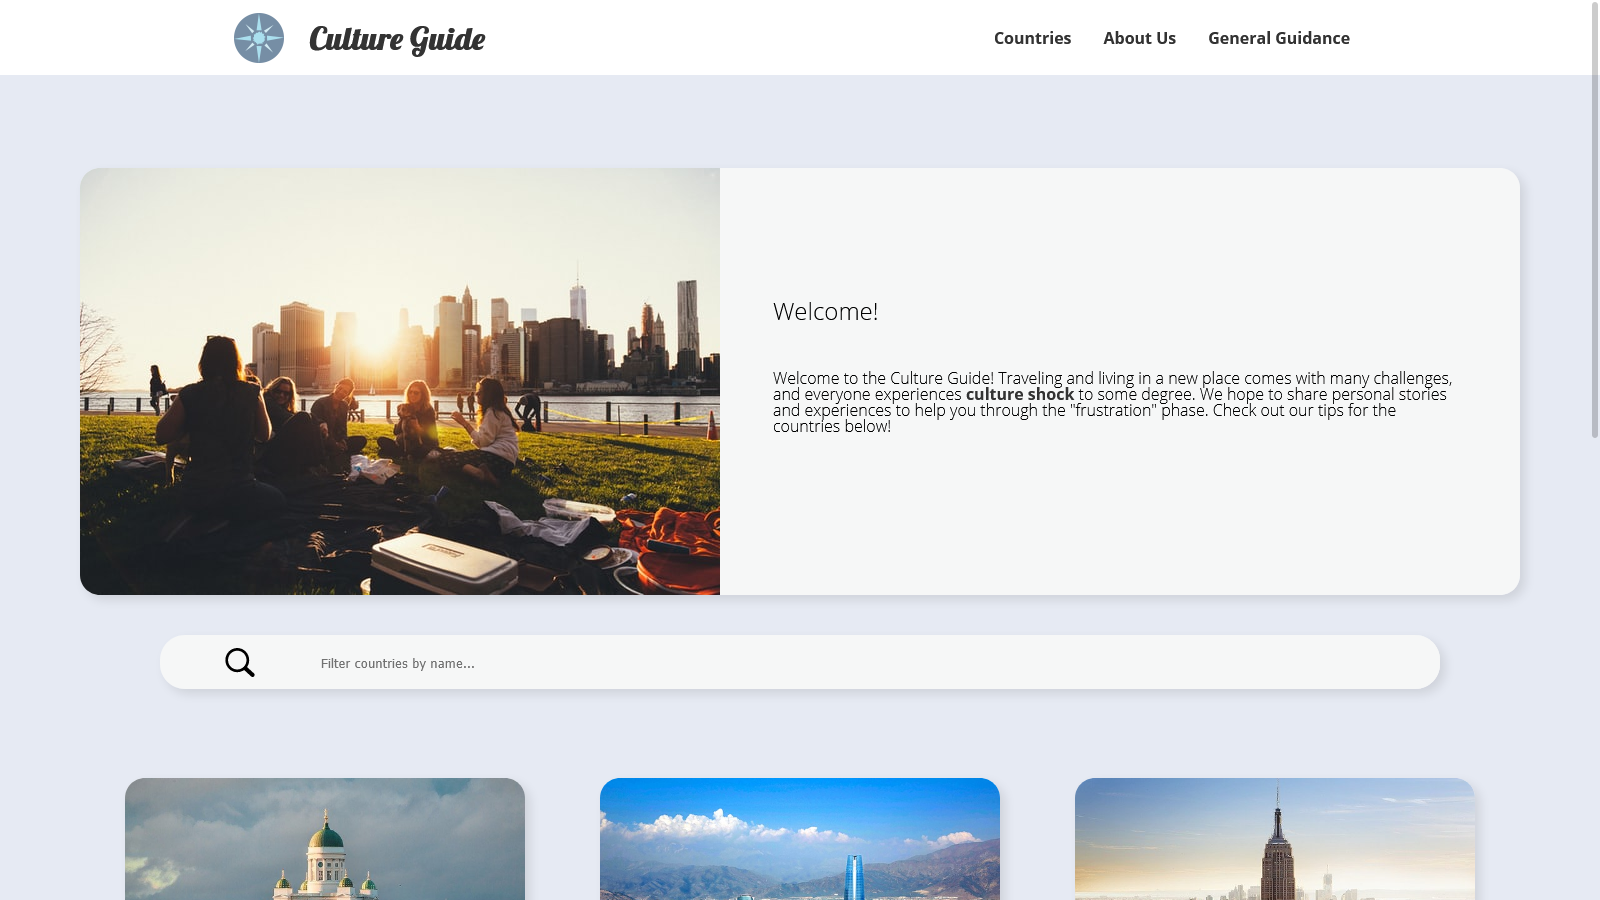 Culture Guide
Countries
About Us
General Guidance
Welcome!
Welcome to the Culture Guide! Traveling and living in a new place comes with many challenges,
and everyone experiences culture shock to some degree. We hope to share personal stories
and experiences to help you through the "frustration" phase. Check out our tips for the
countries below!
Filter countries by name...